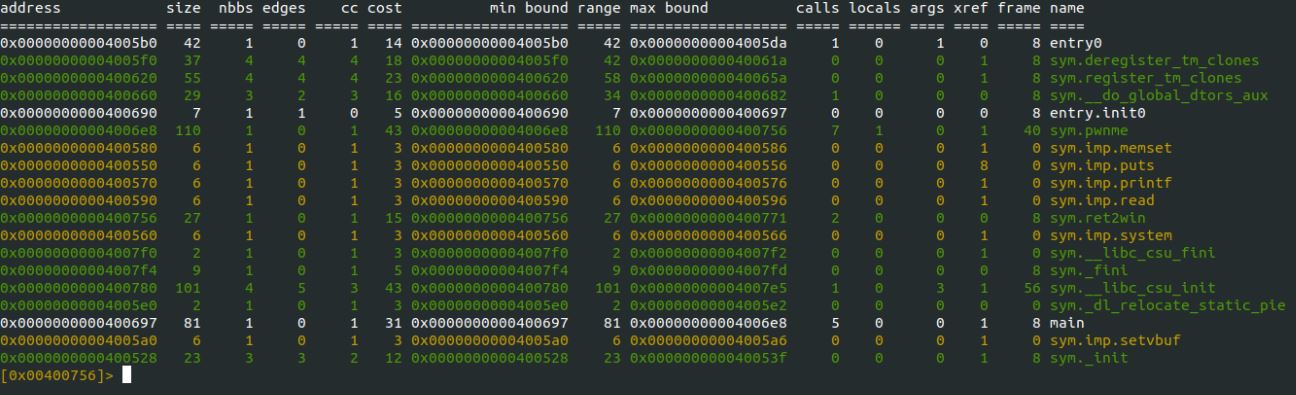 address size nbbs edges cc cost min bound range max bound calls locals args xref frame name
================== ==== ==== ===== ===== ==== ================== ===== ================== ===== ====== ==== ==== ===== ====
0x00000000004005b0 42 1 0 1 14 0x00000000004005b0 42 0x00000000004005da 1 0 1 0 8 entry0
0x00000000004005f0 37 4 4 4 18 0x00000000004005f0 42 0x000000000040061a 0 0 0 1 8 sym.deregister_tm_clones
0x0000000000400620 55 4 4 4 23 0x0000000000400620 58 0x000000000040065a 0 0 0 1 8 sym.register_tm_clones
0x0000000000400660 29 3 2 3 16 0x0000000000400660 34 0x0000000000400682 1 0 0 0 8 sym.__do_global_dtors_aux
0x0000000000400690 7 1 1 0 5 0x0000000000400690 7 0x0000000000400697 0 0 0 0 8 entry.init0
0x00000000004006e8 110 1 0 1 43 0x00000000004006e8 110 0x0000000000400756 7 1 0 1 40 sym.pwnme
0x0000000000400580 6 1 0 1 3 0x0000000000400580 6 0x0000000000400586 0 0 0 1 0 sym.imp.memset
0x0000000000400550 6 1 0 1 3 0x0000000000400550 6 0x0000000000400556 0 0 0 8 0 sym.imp.puts
0x0000000000400570 6 1 0 1 3 0x0000000000400570 6 0x0000000000400576 0 0 0 1 0 sym.imp.printf
0x0000000000400590 6 1 0 1 3 0x0000000000400590 6 0x0000000000400596 0 0 0 1 0 sym.imp.read
0x0000000000400756 27 1 0 1 15 0x0000000000400756 27 0x0000000000400771 2 0 0 0 8 sym.ret2win
0x0000000000400560 6 1 0 1 3 0x0000000000400560 6 0x0000000000400566 0 0 0 1 0 sym.imp.system
0x00000000004007f0 2 1 0 1 3 0x00000000004007f0 2 0x00000000004007f2 0 0 0 1 0 sym.__libc_csu_fini
0x00000000004007f4 9 1 0 1 5 0x00000000004007f4 9 0x00000000004007fd 0 0 0 0 8 sym._fini
0x0000000000400780 101 4 5 3 43 0x0000000000400780 101 0x00000000004007e5 1 0 3 1 56 sym.__libc_csu_init
0x00000000004005e0 2 1 0 1 3 0x00000000004005e0 2 0x00000000004005e2 0 0 0 0 0 sym._dl_relocate_static_pie
0x0000000000400697 81 1 0 1 31 0x0000000000400697 81 0x00000000004006e8 5 0 0 1 8 main
0x00000000004005a0 6 1 0 1 3 0x00000000004005a0 6 0x00000000004005a6 0 0 0 1 0 sym.imp.setvbuf
0x0000000000400528 23 3 3 2 12 0x0000000000400528 23 0x000000000040053f 1 0 0 1 8 sym._init
[0x00400756]>